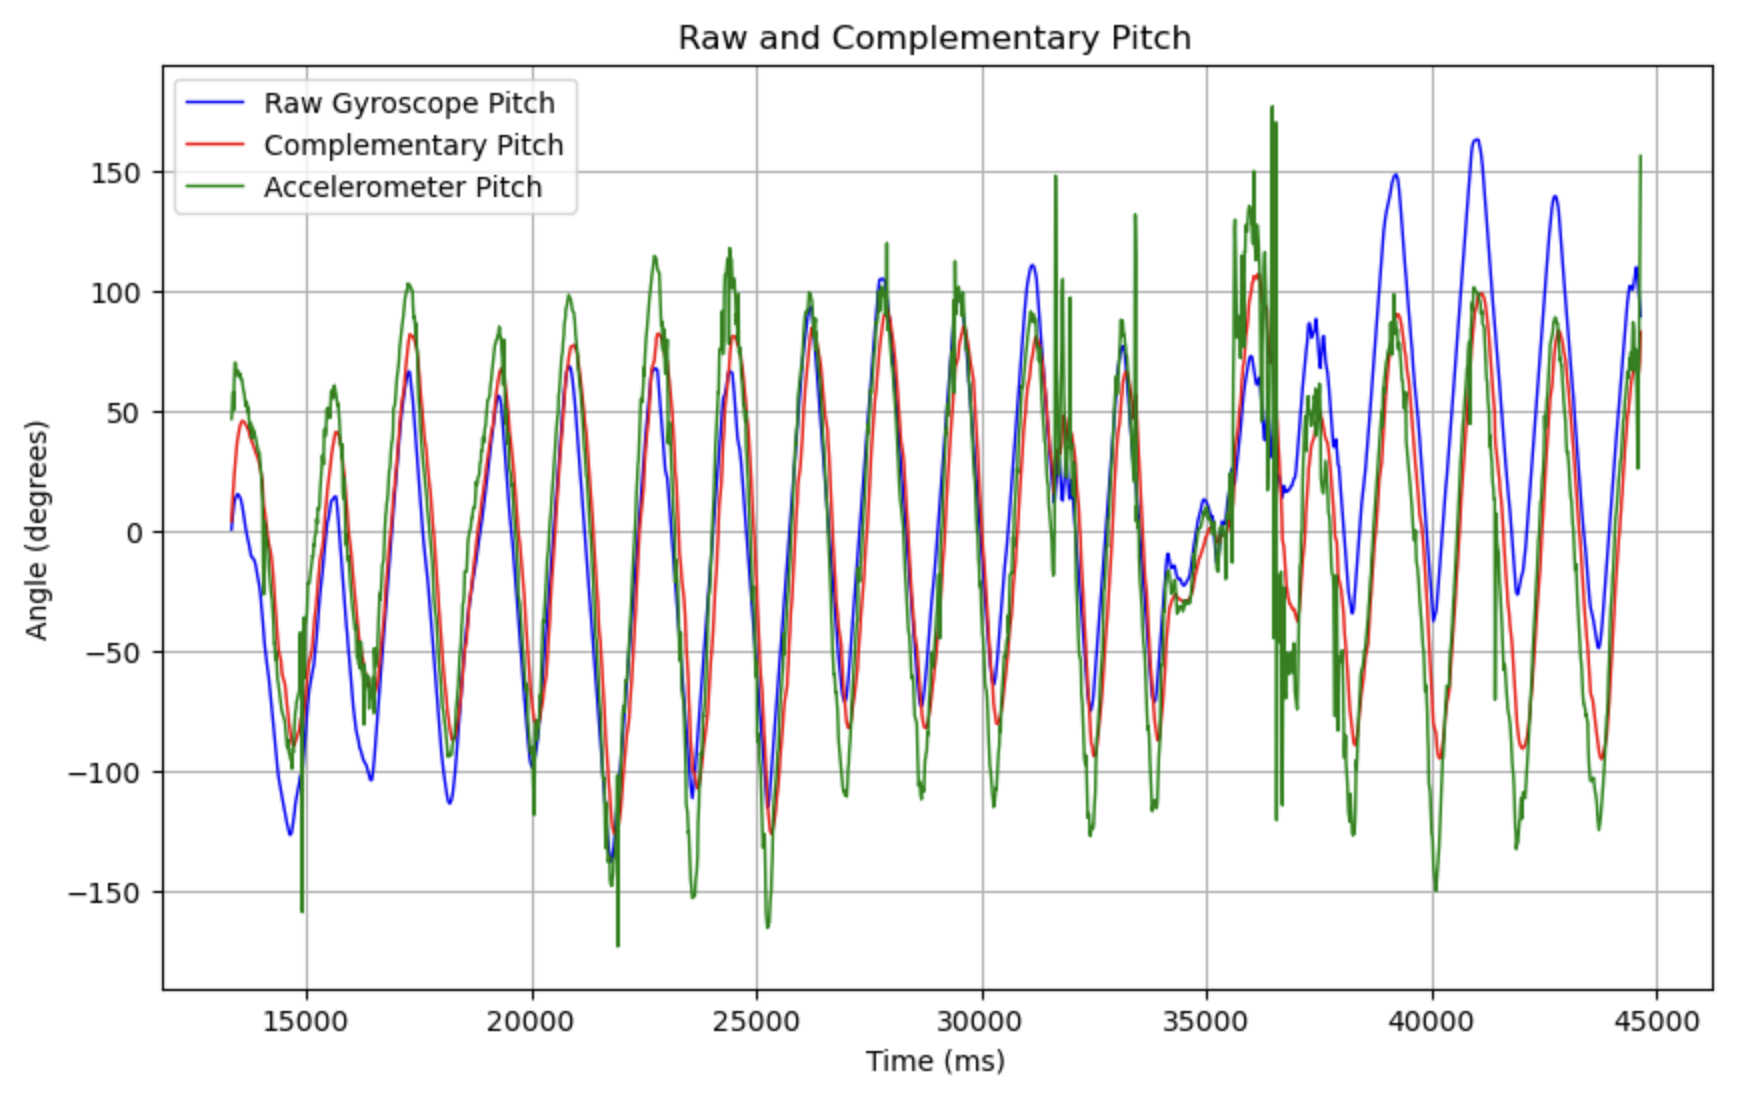 Raw and Complementary Pitch
Raw Gyroscope Pitch
Complementary Pitch
Accelerometer Pitch
Angle (degrees)
150
100
50
0
−50
−100
−150
15000 20000 25000 30000 35000 40000 45000
Time (ms)